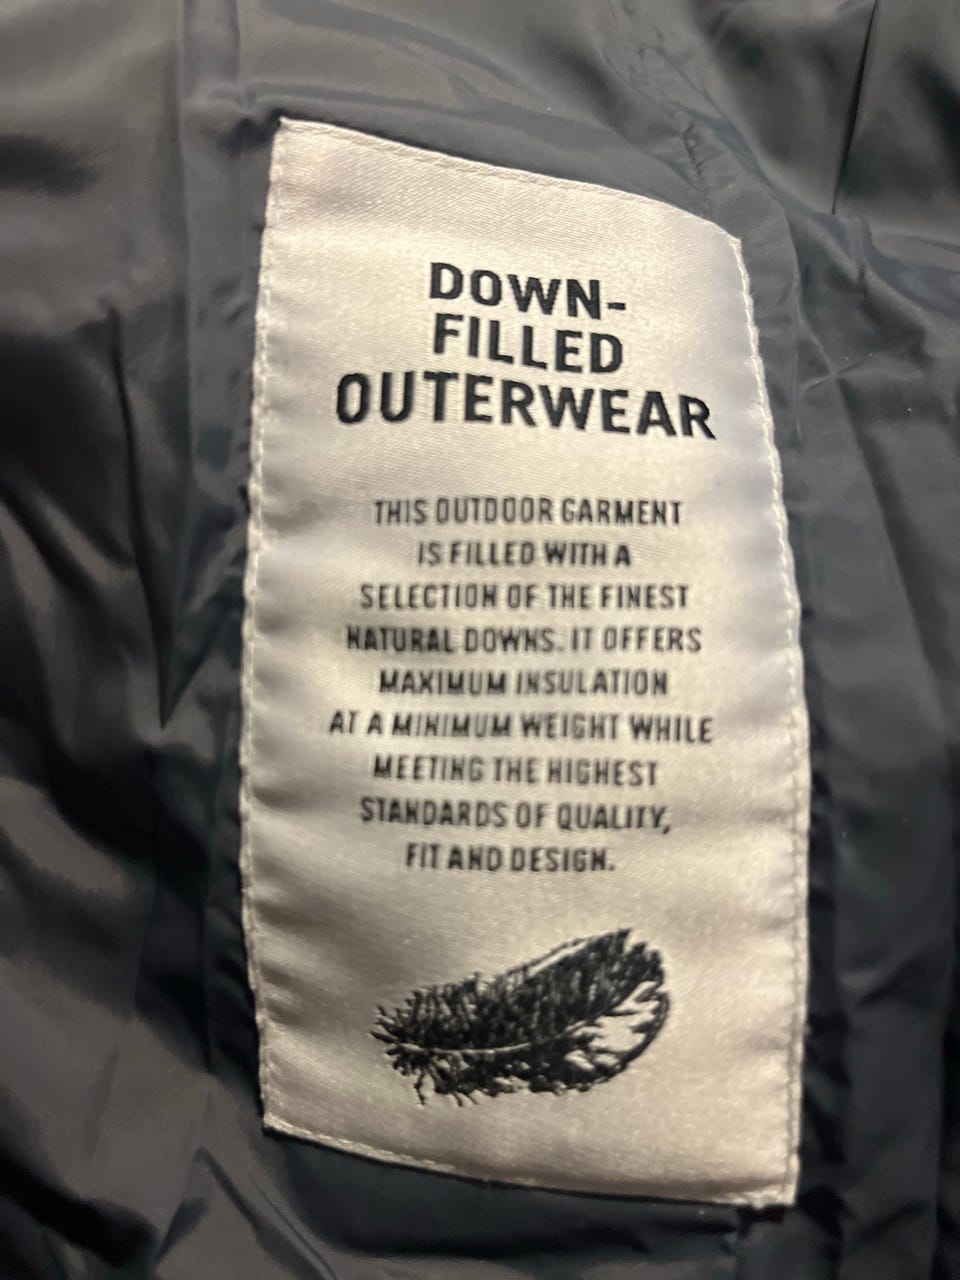 DOWN-
FILLED
OUTERWEAR
THIS OUTDOOR GARMENT
IS FILLED WITH A
SELECTION OF THE FINEST
NATURAL DOWNS. IT OFFERS
MAXIMUM INSULATION
AT A MINIMUM WEIGHT WHILE
MEETING THE HIGHEST
STANDARDS OF QUALITY,
FIT AND DESIGN.